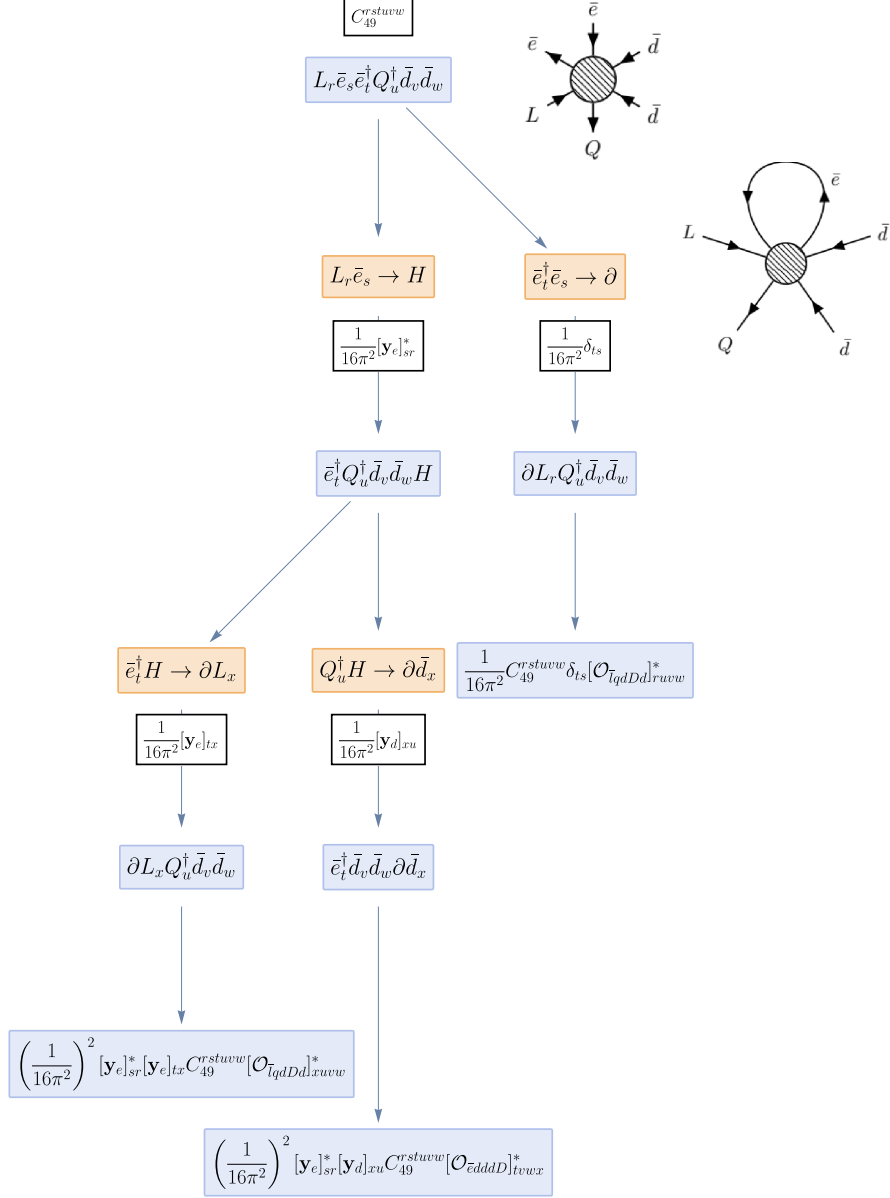 $C_{49}^{rstuvw}$
$L_r \bar{e}_s \bar{e}_t^\dagger Q_u^\dagger \bar{d}_v \bar{d}_w$
$\bar{e}$
$\bar{e}$ $\bar{d}$
$L$ $\bar{d}$
$Q$
$\bar{e}$
$L$ $\bar{d}$
$Q$ $\bar{d}$
$L_r \bar{e}_s \to H$ $\bar{e}_t^\dagger \bar{e}_s \to \partial$
$\frac{1}{16\pi^2} [\mathbf{y}_e]_{sr}^*$ $\frac{1}{16\pi^2} \delta_{ts}$
$\bar{e}_t^\dagger Q_u^\dagger \bar{d}_v \bar{d}_w H$ $\partial L_r Q_u^\dagger \bar{d}_v \bar{d}_w$
$\bar{e}_t^\dagger H \to \partial L_x$ $Q_u^\dagger H \to \partial \bar{d}_x$ $\frac{1}{16\pi^2} C_{49}^{rstuvw} \delta_{ts} [\mathcal{O}_{\bar{l}qdDd}]_{ruvw}^*$
$\frac{1}{16\pi^2} [\mathbf{y}_e]_{tx}$ $\frac{1}{16\pi^2} [\mathbf{y}_d]_{xu}$
$\partial L_x Q_u^\dagger \bar{d}_v \bar{d}_w$ $\bar{e}_t^\dagger \bar{d}_v \bar{d}_w \partial \bar{d}_x$
$\left(\frac{1}{16\pi^2}\right)^2 [\mathbf{y}_e]_{sr}^* [\mathbf{y}_e]_{tx} C_{49}^{rstuvw} [\mathcal{O}_{\bar{l}qdDd}]_{xuvw}^*$
$\left(\frac{1}{16\pi^2}\right)^2 [\mathbf{y}_e]_{sr}^* [\mathbf{y}_d]_{xu} C_{49}^{rstuvw} [\mathcal{O}_{\bar{e}dddD}]_{tvwx}^*$